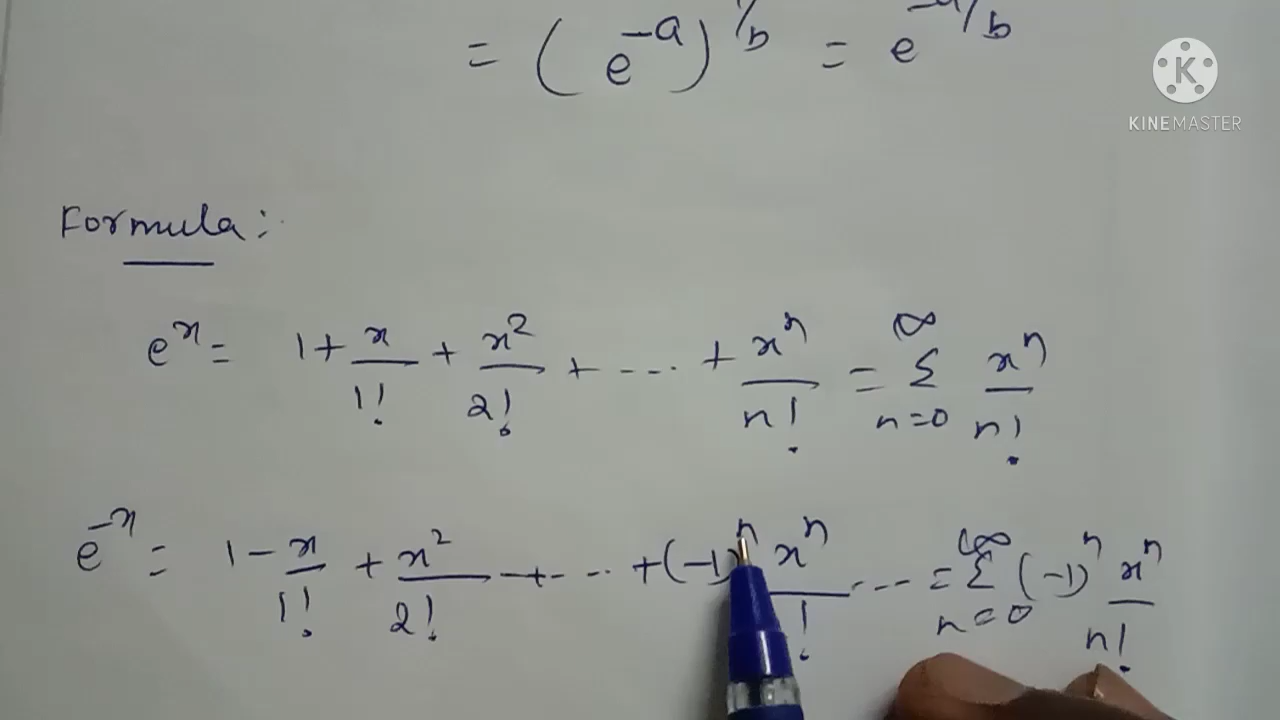 = (e^{-a})^{1/b} = e^{-a/b}
KINEMASTER
Formula:
e^x = 1 + x/1! + x^2/2! + .... + x^n/n! = Σ_{n=0}^{∞} x^n/n!
e^{-x} = 1 - x/1! + x^2/2! + ... + (-1)^n x^n/ ! ... = Σ_{n=0}^{∞} (-1)^n x^n/n!